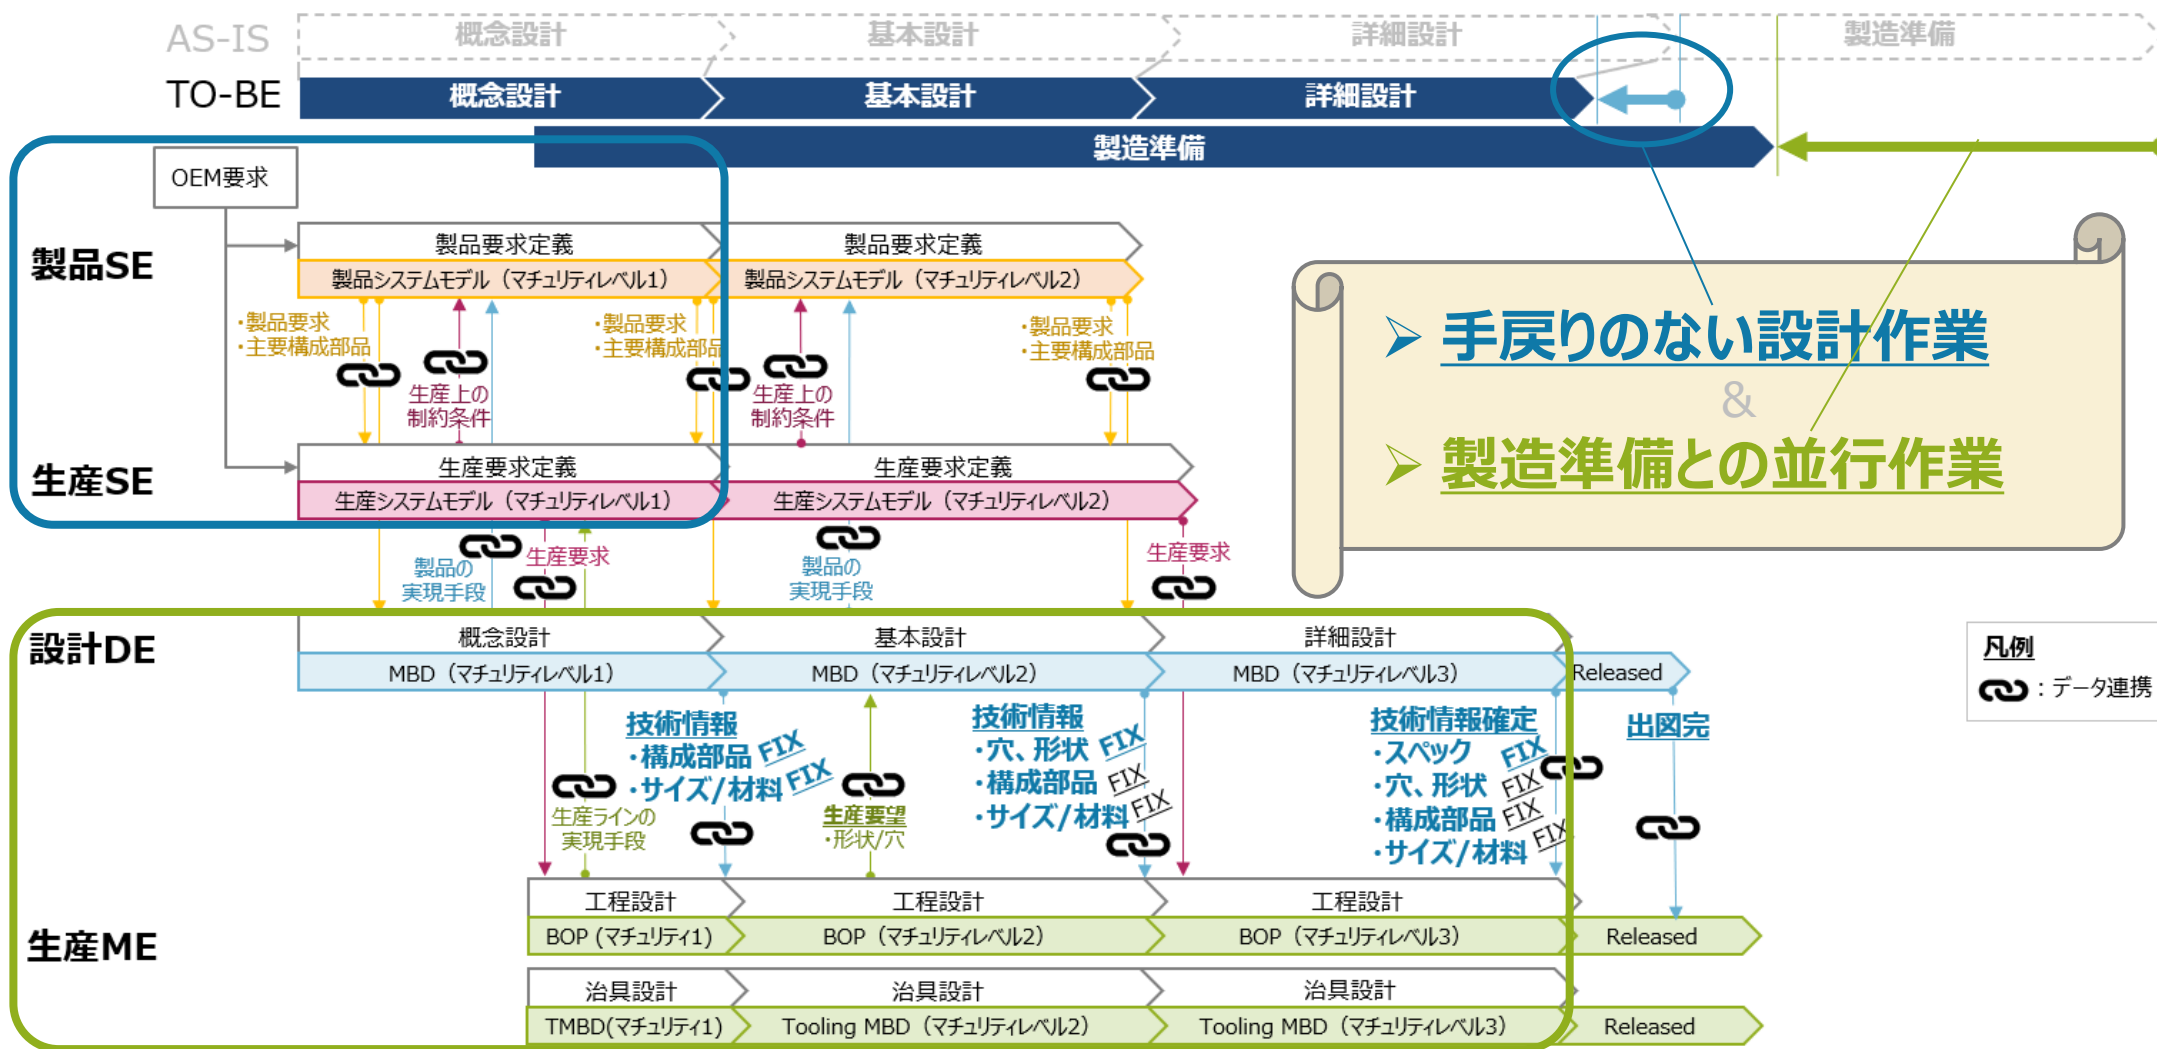 AS-IS
概念設計
基本設計
詳細設計
製造準備
TO-BE
概念設計
基本設計
詳細設計
製造準備
OEM要求
製品SE
製品要求定義
製品要求定義
製品システムモデル（マチュリティレベル1）
製品システムモデル（マチュリティレベル2）
・製品要求
・主要構成部品
・製品要求
・主要構成部品
・製品要求
・主要構成部品
生産上の
制約条件
生産上の
制約条件
➢ 手戻りのない設計作業
&
➢ 製造準備との並行作業
生産SE
生産要求定義
生産要求定義
生産システムモデル（マチュリティレベル1）
生産システムモデル（マチュリティレベル2）
製品の
実現手段
生産要求
製品の
実現手段
生産要求
設計DE
概念設計
基本設計
詳細設計
MBD（マチュリティレベル1）
MBD（マチュリティレベル2）
MBD（マチュリティレベル3）
Released
凡例
：データ連携
技術情報
・構成部品 FIX
・サイズ/材料 FIX
技術情報
・穴、形状 FIX
・構成部品 FIX
・サイズ/材料 FIX
技術情報確定
・スペック FIX
・穴、形状 FIX
・構成部品 FIX
・サイズ/材料 FIX
出図完
生産ラインの
実現手段
生産要望
・形状/穴
生産ME
工程設計
工程設計
工程設計
BOP (マチュリティ1)
BOP（マチュリティレベル2）
BOP（マチュリティレベル3）
Released
治具設計
治具設計
治具設計
TMBD(マチュリティ1)
Tooling MBD（マチュリティレベル2）
Tooling MBD（マチュリティレベル3）
Released